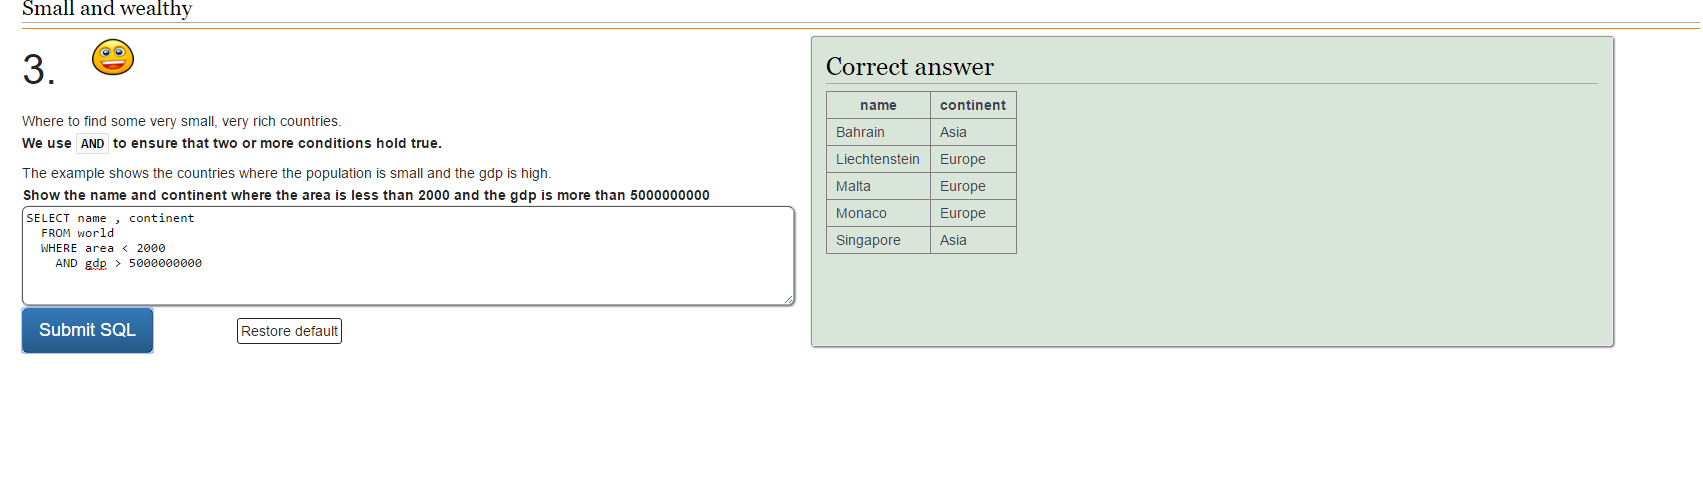 Small and wealthy
3.
Where to find some very small, very rich countries.
We use AND to ensure that two or more conditions hold true.
The example shows the countries where the population is small and the gdp is high.
Show the name and continent where the area is less than 2000 and the gdp is more than 5000000000
SELECT name , continent
FROM world
WHERE area < 2000
AND gdp > 5000000000
Submit SQL
Restore default
Correct answer
name continent
Bahrain Asia
Liechtenstein Europe
Malta Europe
Monaco Europe
Singapore Asia